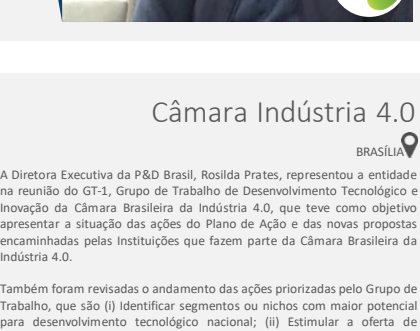 Câmara Indústria 4.0
BRASÍLIA
A Diretora Executiva da P&D Brasil, Rosilda Prates, representou a entidade
na reunião do GT-1, Grupo de Trabalho de Desenvolvimento Tecnológico e
Inovação da Câmara Brasileira da Indústria 4.0, que teve como objetivo
apresentar a situação das ações do Plano de Ação e das novas propostas
encaminhadas pelas Instituições que fazem parte da Câmara Brasileira da
Indústria 4.0.
Também foram revisadas o andamento das ações priorizadas pelo Grupo de
Trabalho, que são (i) Identificar segmentos ou nichos com maior potencial
para desenvolvimento tecnológico nacional; (ii) Estimular a oferta de